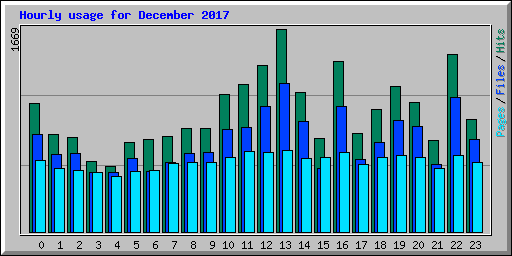 Hourly usage for December 2017
1669
Pages/Files/Hits
0 1 2 3 4 5 6 7 8 9 10 11 12 13 14 15 16 17 18 19 20 21 22 23